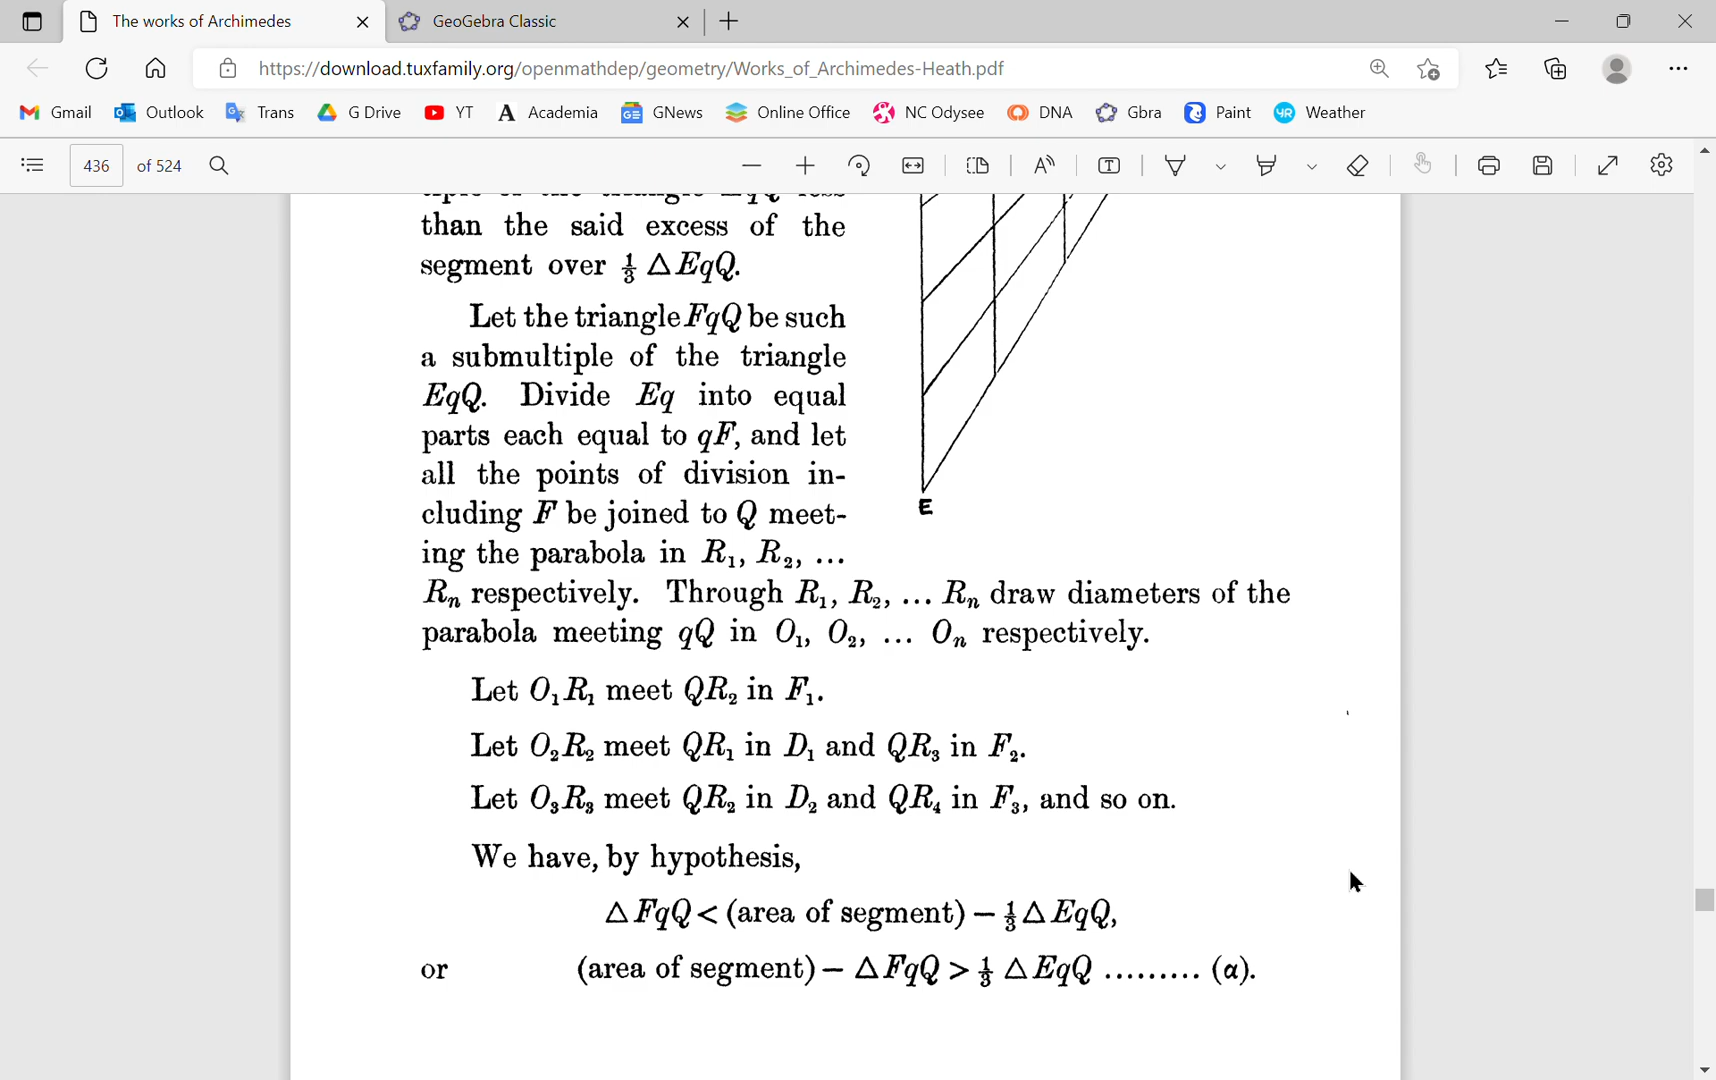 The works of Archimedes
GeoGebra Classic
https://download.tuxfamily.org/openmathdep/geometry/Works_of_Archimedes-Heath.pdf
Gmail Outlook Trans G Drive YT Academia GNews Online Office NC Odysee DNA Gbra Paint Weather
436 of 524
than the said excess of the
segment over ⅓ △EqQ.
Let the triangle FqQ be such
a submultiple of the triangle
EqQ. Divide Eq into equal
parts each equal to qF, and let
all the points of division in-
cluding F be joined to Q meet-
ing the parabola in R₁, R₂, ...
E
Rₙ respectively. Through R₁, R₂, ... Rₙ draw diameters of the
parabola meeting qQ in O₁, O₂, ... Oₙ respectively.
Let O₁R₁ meet QR₂ in F₁.
Let O₂R₂ meet QR₁ in D₁ and QR₃ in F₂.
Let O₃R₃ meet QR₂ in D₂ and QR₄ in F₃, and so on.
We have, by hypothesis,
△FqQ < (area of segment) − ⅓ △EqQ,
or (area of segment) − △FqQ > ⅓ △EqQ ......... (α).